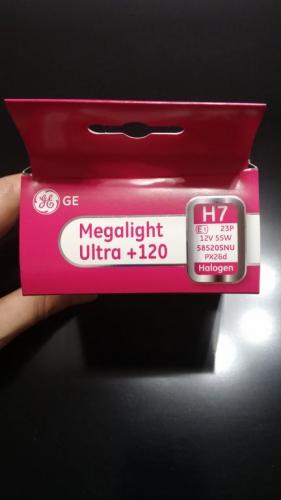 GE
Megalight
Ultra +120
H7
E1 23P
12V 55W
58520SNU
PX26d
Halogen